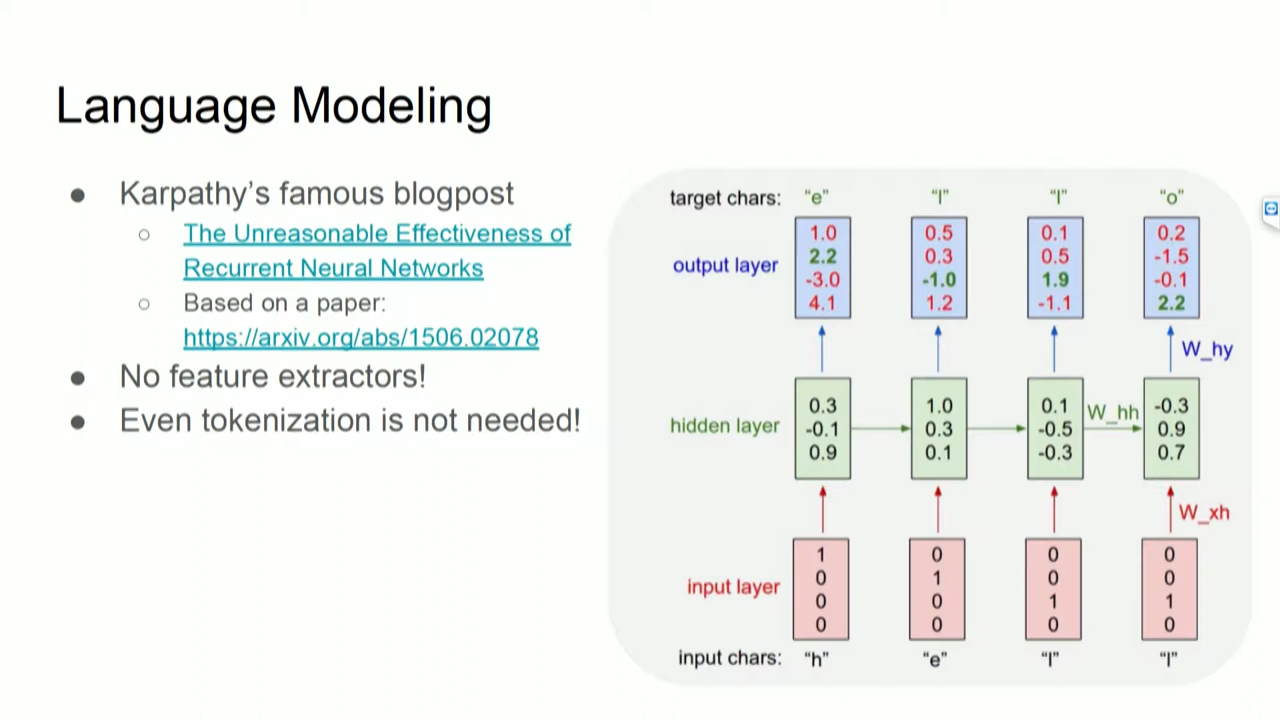 Language Modeling
● Karpathy's famous blogpost
○ The Unreasonable Effectiveness of
Recurrent Neural Networks
○ Based on a paper:
https://arxiv.org/abs/1506.02078
● No feature extractors!
● Even tokenization is not needed!
target chars: “e” “l” “l” “o”
1.0 0.5 0.1 0.2
2.2 0.3 0.5 -1.5
output layer
-3.0 -1.0 1.9 -0.1
4.1 1.2 -1.1 2.2
W_hy
0.3 1.0 0.1 -0.3
W_hh
hidden layer -0.1 0.3 -0.5 0.9
0.9 0.1 -0.3 0.7
W_xh
1 0 0 0
0 1 0 0
input layer
0 0 1 1
0 0 0 0
input chars: “h” “e” “l” “l”